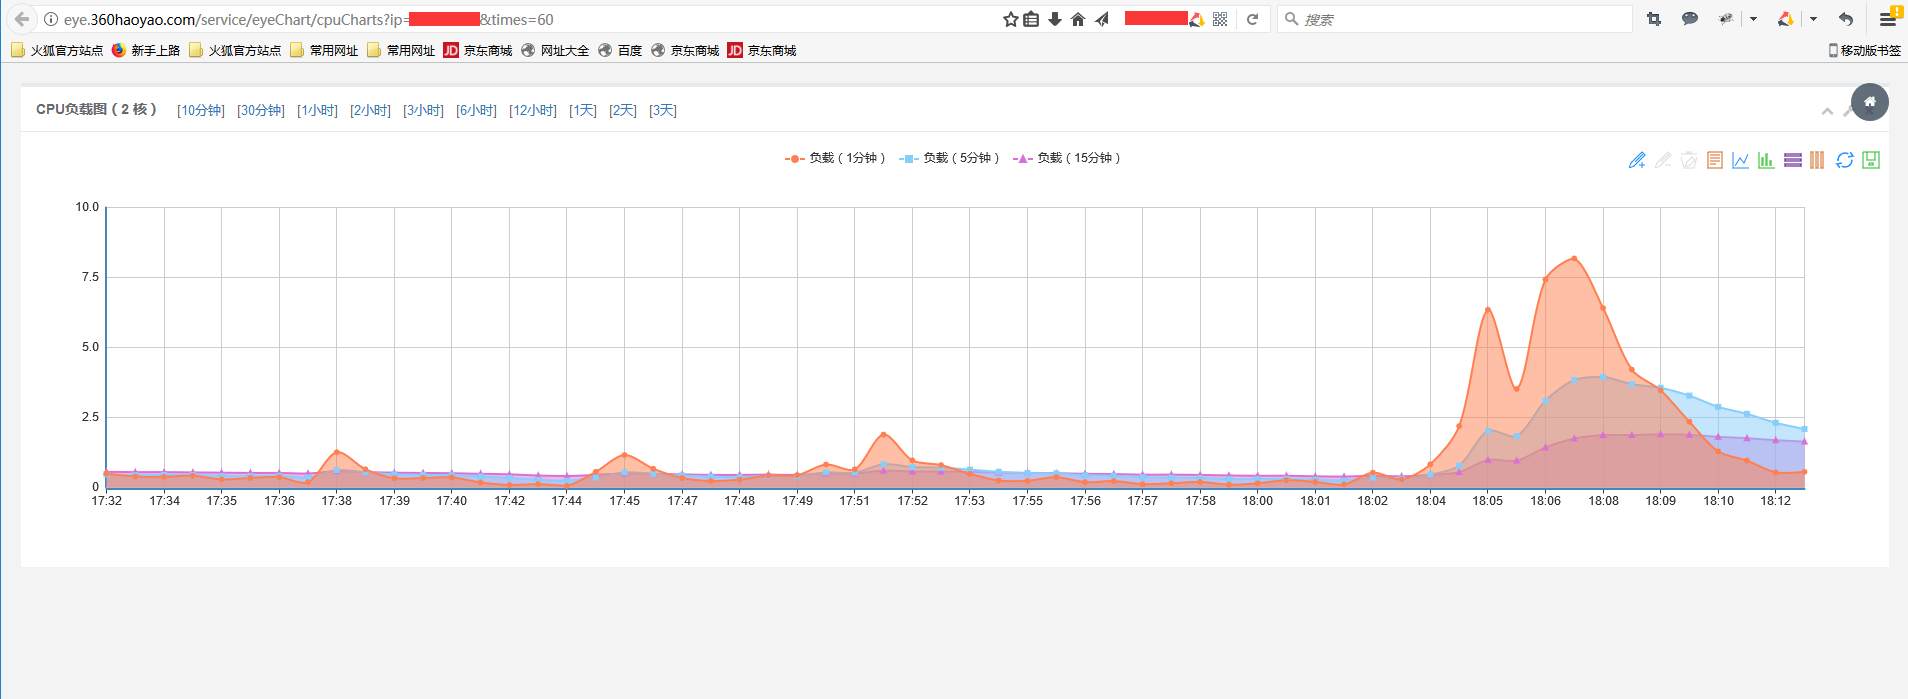 eye.360haoyao.com/service/eyeChart/cpuCharts?ip= &times=60 搜索
火狐官方站点 新手上路 火狐官方站点 常用网址 常用网址 JD 京东商城 网址大全 百度 京东商城 JD 京东商城 移动版书签
CPU负载图 ( 2 核 ) [10分钟] [30分钟] [1小时] [2小时] [3小时] [6小时] [12小时] [1天] [2天] [3天]
负载 ( 1分钟 ) 负载 ( 5分钟 ) 负载 ( 15分钟 )
10.0
7.5
5.0
2.5
0
17:32 17:34 17:35 17:36 17:38 17:39 17:40 17:42 17:44 17:45 17:47 17:48 17:49 17:51 17:52 17:53 17:55 17:56 17:57 17:58 18:00 18:01 18:02 18:04 18:05 18:06 18:08 18:09 18:10 18:12